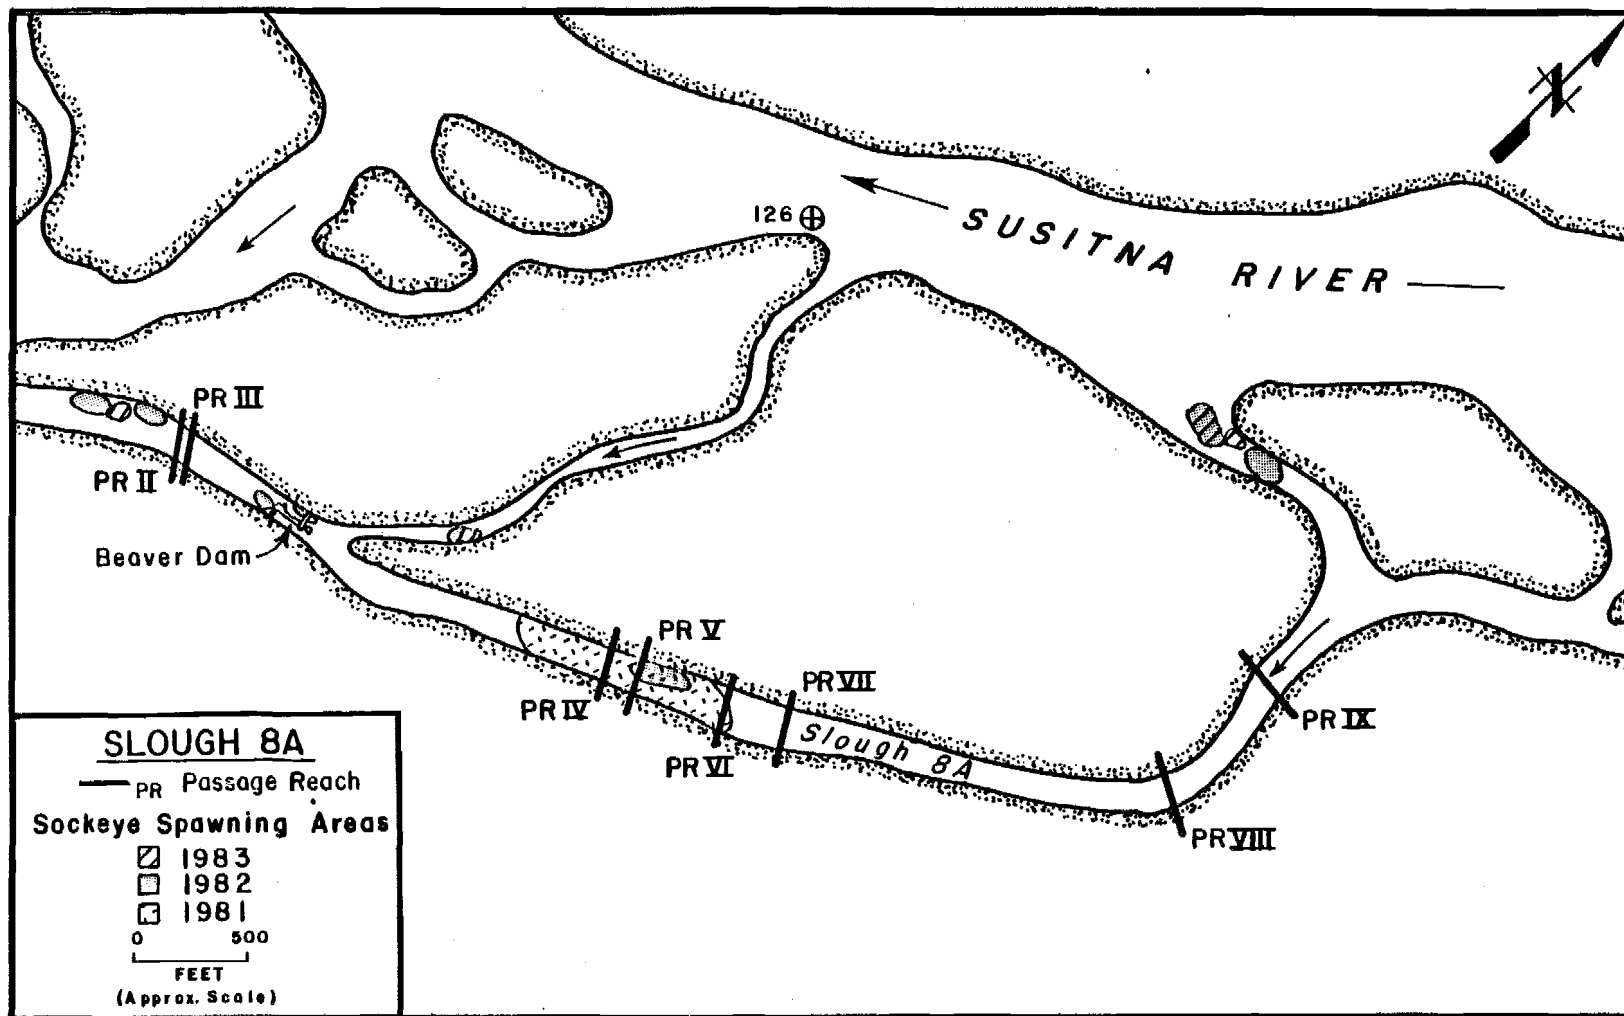 N
126
SUSITNA RIVER
PR III
PR II
Beaver Dam
PR V
PR IV
PR VII
PR VI
Slough 8A
PR IX
PR VIII
SLOUGH 8A
PR Passage Reach
Sockeye Spawning Areas
1983
1982
1981
0 500
FEET
(Approx. Scale)